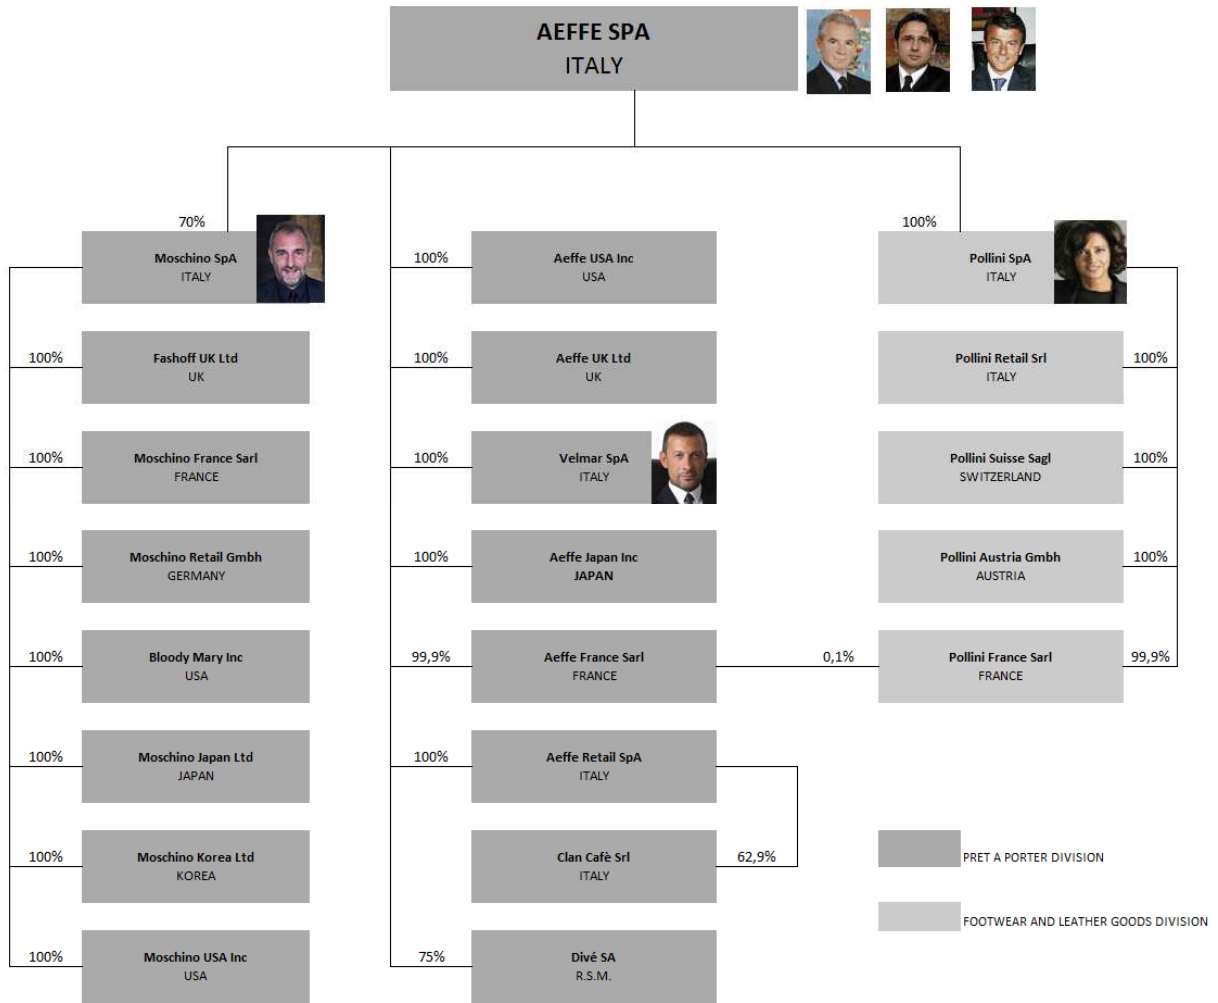 AEFFE SPA
ITALY
70%
Moschino SpA
ITALY
100%
Fashoff UK Ltd
UK
100%
Moschino France Sarl
FRANCE
100%
Moschino Retail Gmbh
GERMANY
100%
Bloody Mary Inc
USA
100%
Moschino Japan Ltd
JAPAN
100%
Moschino Korea Ltd
KOREA
100%
Moschino USA Inc
USA
100%
Aeffe USA Inc
USA
100%
Aeffe UK Ltd
UK
100%
Velmar SpA
ITALY
100%
Aeffe Japan Inc
JAPAN
99,9%
Aeffe France Sarl
FRANCE
0,1%
100%
Aeffe Retail SpA
ITALY
Clan Cafè Srl
ITALY
62,9%
75%
Divé SA
R.S.M.
100%
Pollini SpA
ITALY
Pollini Retail Srl
ITALY
100%
Pollini Suisse Sagl
SWITZERLAND
100%
Pollini Austria Gmbh
AUSTRIA
100%
Pollini France Sarl
FRANCE
99,9%
PRET A PORTER DIVISION
FOOTWEAR AND LEATHER GOODS DIVISION